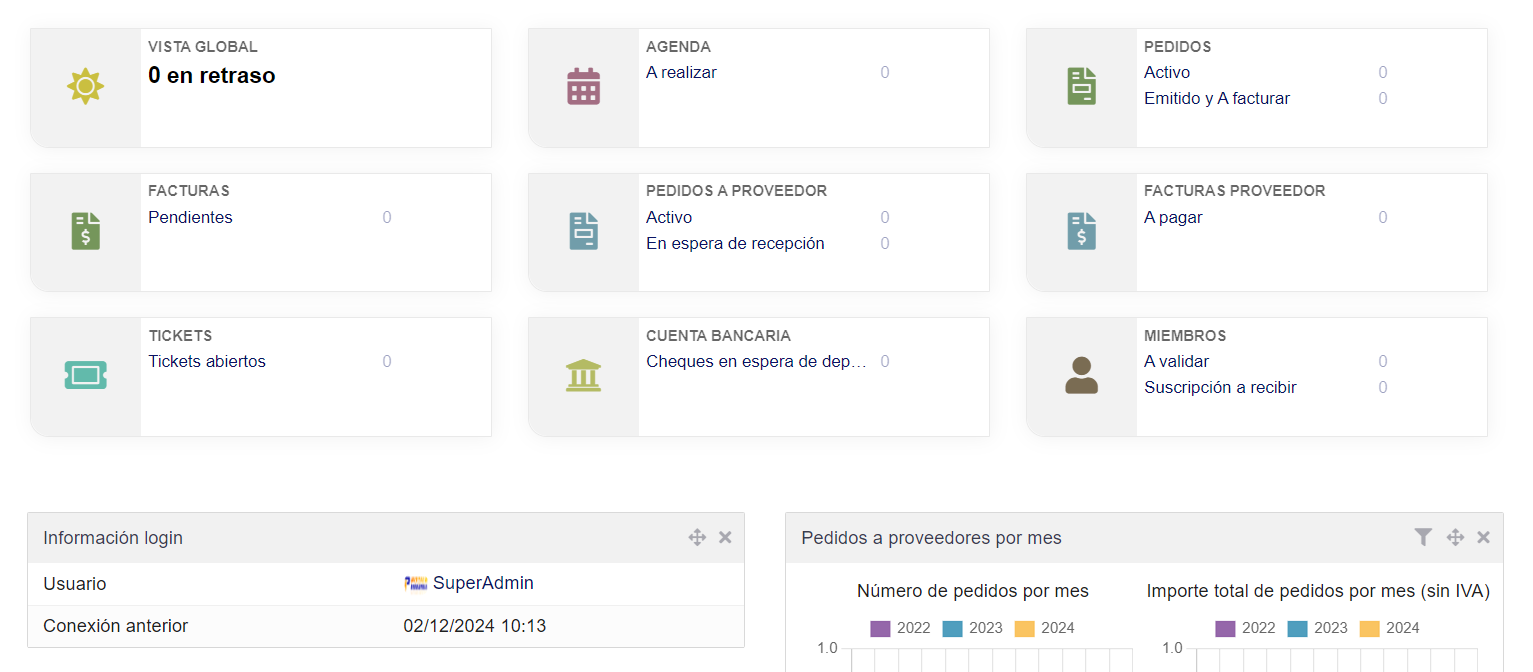 VISTA GLOBAL
0 en retraso
AGENDA
A realizar 0
PEDIDOS
Activo 0
Emitido y A facturar 0
FACTURAS
Pendientes 0
PEDIDOS A PROVEEDOR
Activo 0
En espera de recepción 0
FACTURAS PROVEEDOR
A pagar 0
TICKETS
Tickets abiertos 0
CUENTA BANCARIA
Cheques en espera de dep... 0
MIEMBROS
A validar 0
Suscripción a recibir 0
Información login
Usuario SuperAdmin
Conexión anterior 02/12/2024 10:13
Pedidos a proveedores por mes
Número de pedidos por mes
2022 2023 2024
1.0
Importe total de pedidos por mes (sin IVA)
2022 2023 2024
1.0